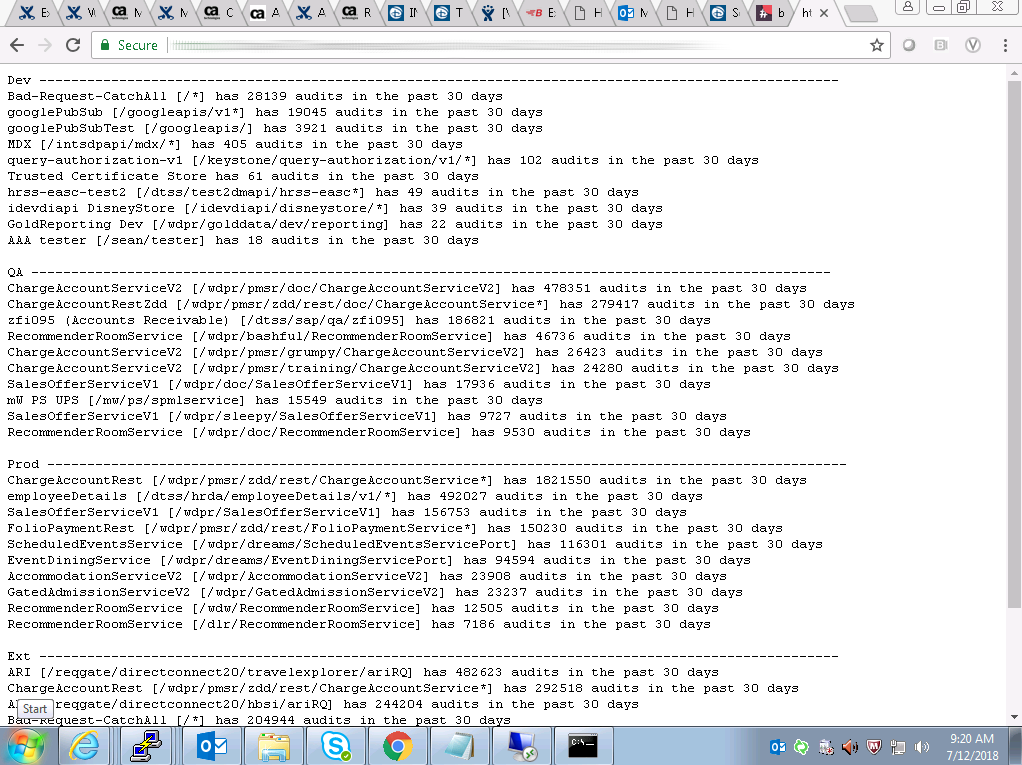 Secure
Dev ----------------------------------------------------------------------------------------------------
Bad-Request-CatchAll [/*] has 28139 audits in the past 30 days
googlePubSub [/googleapis/v1*] has 19045 audits in the past 30 days
googlePubSubTest [/googleapis/] has 3921 audits in the past 30 days
MDX [/intsdpapi/mdx/*] has 405 audits in the past 30 days
query-authorization-v1 [/keystone/query-authorization/v1/*] has 102 audits in the past 30 days
Trusted Certificate Store has 61 audits in the past 30 days
hrss-easc-test2 [/dtss/test2dmapi/hrss-easc*] has 49 audits in the past 30 days
idevdiapi DisneyStore [/idevdiapi/disneystore/*] has 39 audits in the past 30 days
GoldReporting Dev [/wdpr/golddata/dev/reporting] has 22 audits in the past 30 days
AAA tester [/sean/tester] has 18 audits in the past 30 days
QA ----------------------------------------------------------------------------------------------------
ChargeAccountServiceV2 [/wdpr/pmsr/doc/ChargeAccountServiceV2] has 478351 audits in the past 30 days
ChargeAccountRestZdd [/wdpr/pmsr/zdd/rest/doc/ChargeAccountService*] has 279417 audits in the past 30 days
zfi095 (Accounts Receivable) [/dtss/sap/qa/zfi095] has 186821 audits in the past 30 days
RecommenderRoomService [/wdpr/bashful/RecommenderRoomService] has 46736 audits in the past 30 days
ChargeAccountServiceV2 [/wdpr/pmsr/grumpy/ChargeAccountServiceV2] has 26423 audits in the past 30 days
ChargeAccountServiceV2 [/wdpr/pmsr/training/ChargeAccountServiceV2] has 24280 audits in the past 30 days
SalesOfferServiceV1 [/wdpr/doc/SalesOfferServiceV1] has 17936 audits in the past 30 days
mW PS UPS [/mw/ps/spmlservice] has 15549 audits in the past 30 days
SalesOfferServiceV1 [/wdpr/sleepy/SalesOfferServiceV1] has 9727 audits in the past 30 days
RecommenderRoomService [/wdpr/doc/RecommenderRoomService] has 9530 audits in the past 30 days
Prod ----------------------------------------------------------------------------------------------------
ChargeAccountRest [/wdpr/pmsr/zdd/rest/ChargeAccountService*] has 1821550 audits in the past 30 days
employeeDetails [/dtss/hrda/employeeDetails/v1/*] has 492027 audits in the past 30 days
SalesOfferServiceV1 [/wdpr/SalesOfferServiceV1] has 156753 audits in the past 30 days
FolioPaymentRest [/wdpr/pmsr/zdd/rest/FolioPaymentService*] has 150230 audits in the past 30 days
ScheduledEventsService [/wdpr/dreams/ScheduledEventsServicePort] has 116301 audits in the past 30 days
EventDiningService [/wdpr/dreams/EventDiningServicePort] has 94594 audits in the past 30 days
AccommodationServiceV2 [/wdpr/AccommodationServiceV2] has 23908 audits in the past 30 days
GatedAdmissionServiceV2 [/wdpr/GatedAdmissionServiceV2] has 23237 audits in the past 30 days
RecommenderRoomService [/wdw/RecommenderRoomService] has 12505 audits in the past 30 days
RecommenderRoomService [/dlr/RecommenderRoomService] has 7186 audits in the past 30 days
Ext ----------------------------------------------------------------------------------------------------
ARI [/reqgate/directconnect20/travelexplorer/ariRQ] has 482623 audits in the past 30 days
ChargeAccountRest [/wdpr/pmsr/zdd/rest/ChargeAccountService*] has 292518 audits in the past 30 days
reqgate/directconnect20/hbsi/ariRQ] has 244204 audits in the past 30 days
Start
Bad-Request-CatchAll [/*] has 204944 audits in the past 30 days
9:20 AM
7/12/2018